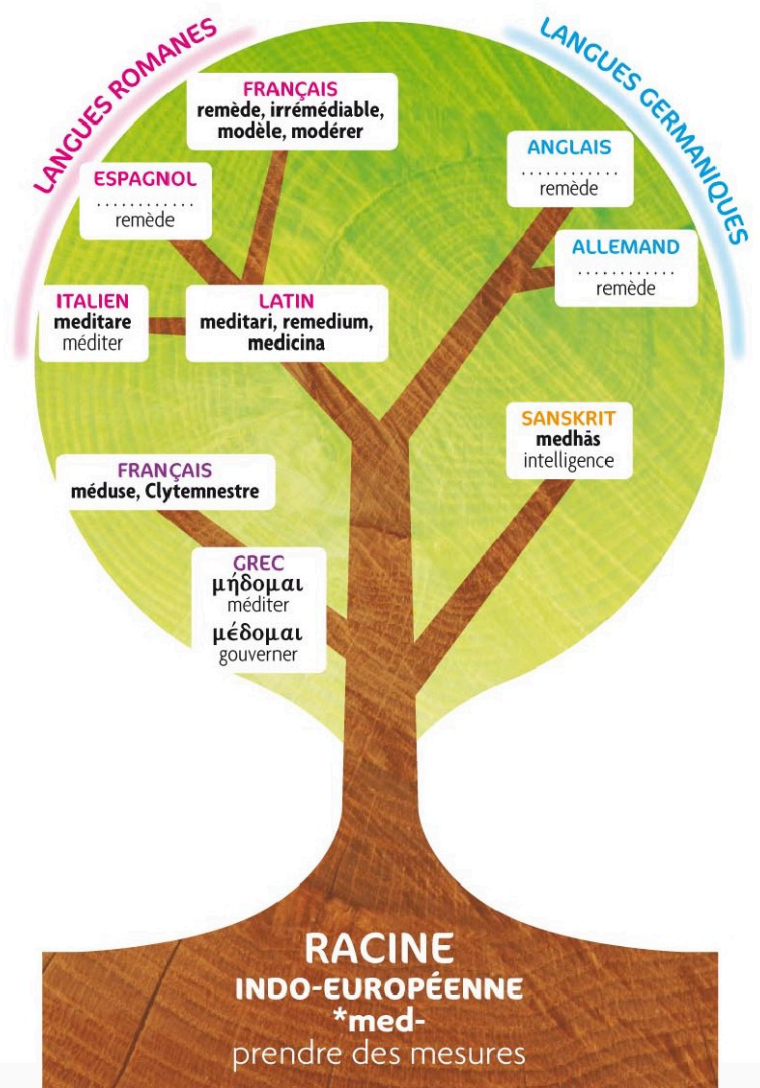 LANGUES ROMANES
LANGUES GERMANIQUES
FRANÇAIS
remède, irrémédiable,
modèle, modérer
ANGLAIS
............
remède
ESPAGNOL
............
remède
ALLEMAND
............
remède
ITALIEN
meditare
méditer
LATIN
meditari, remedium,
medicina
SANSKRIT
medhās
intelligence
FRANÇAIS
méduse, Clytemnestre
GREC
μήδομαι
méditer
μέδομαι
gouverner
RACINE
INDO-EUROPÉENNE
*med-
prendre des mesures